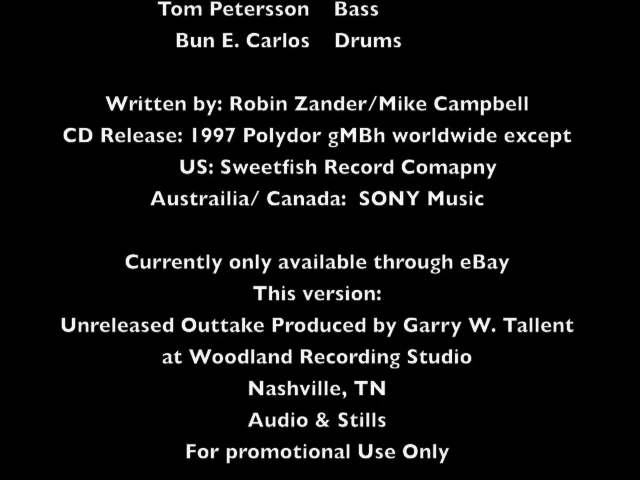 Tom Petersson Bass
Bun E. Carlos Drums
Written by: Robin Zander/Mike Campbell
CD Release: 1997 Polydor gMBh worldwide except
US: Sweetfish Record Comapny
Austrailia/ Canada: SONY Music
Currently only available through eBay
This version:
Unreleased Outtake Produced by Garry W. Tallent
at Woodland Recording Studio
Nashville, TN
Audio & Stills
For promotional Use Only